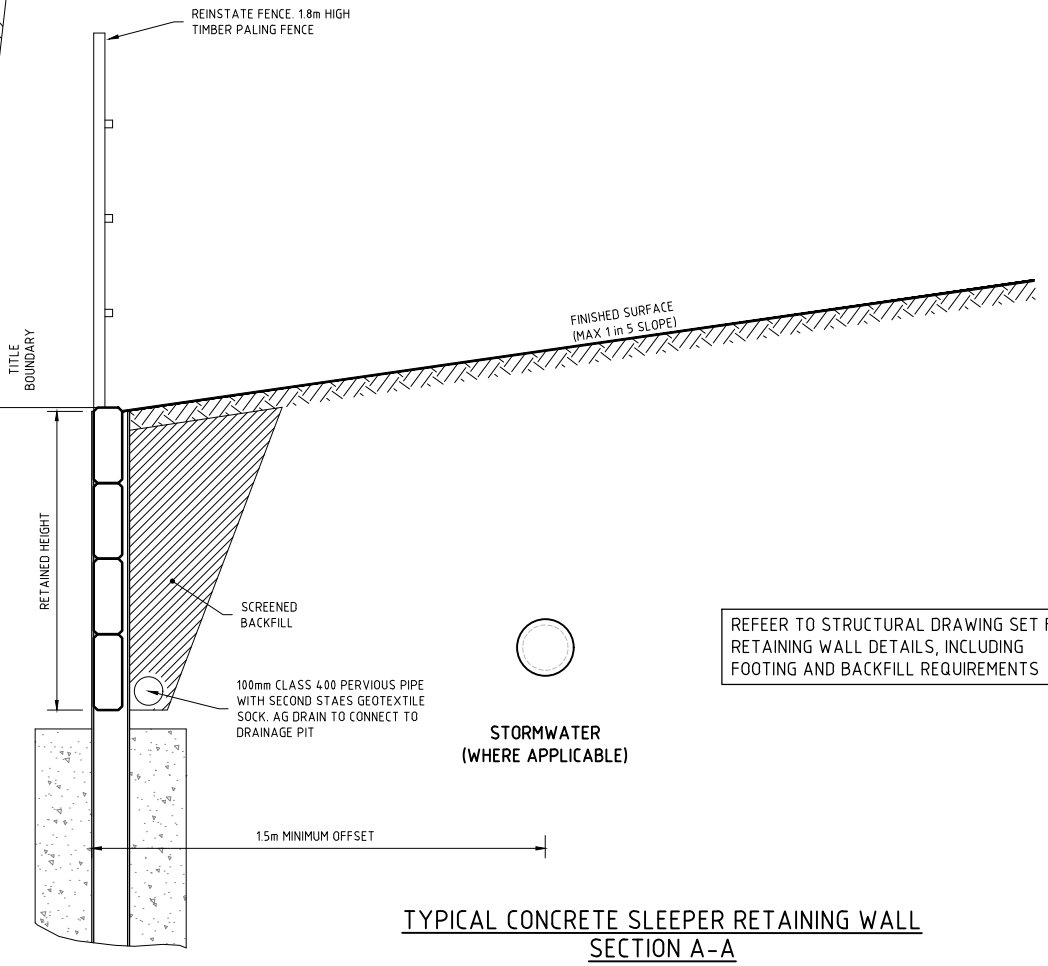 REINSTATE FENCE. 1.8m HIGH
TIMBER PALING FENCE
FINISHED SURFACE
(MAX 1 in 5 SLOPE)
TITLE
BOUNDARY
RETAINED HEIGHT
SCREENED
BACKFILL
REFEER TO STRUCTURAL DRAWING SET
RETAINING WALL DETAILS, INCLUDING
FOOTING AND BACKFILL REQUIREMENTS
100mm CLASS 400 PERVIOUS PIPE
WITH SECOND STAES GEOTEXTILE
SOCK. AG DRAIN TO CONNECT TO
DRAINAGE PIT
STORMWATER
(WHERE APPLICABLE)
1.5m MINIMUM OFFSET
TYPICAL CONCRETE SLEEPER RETAINING WALL
SECTION A-A